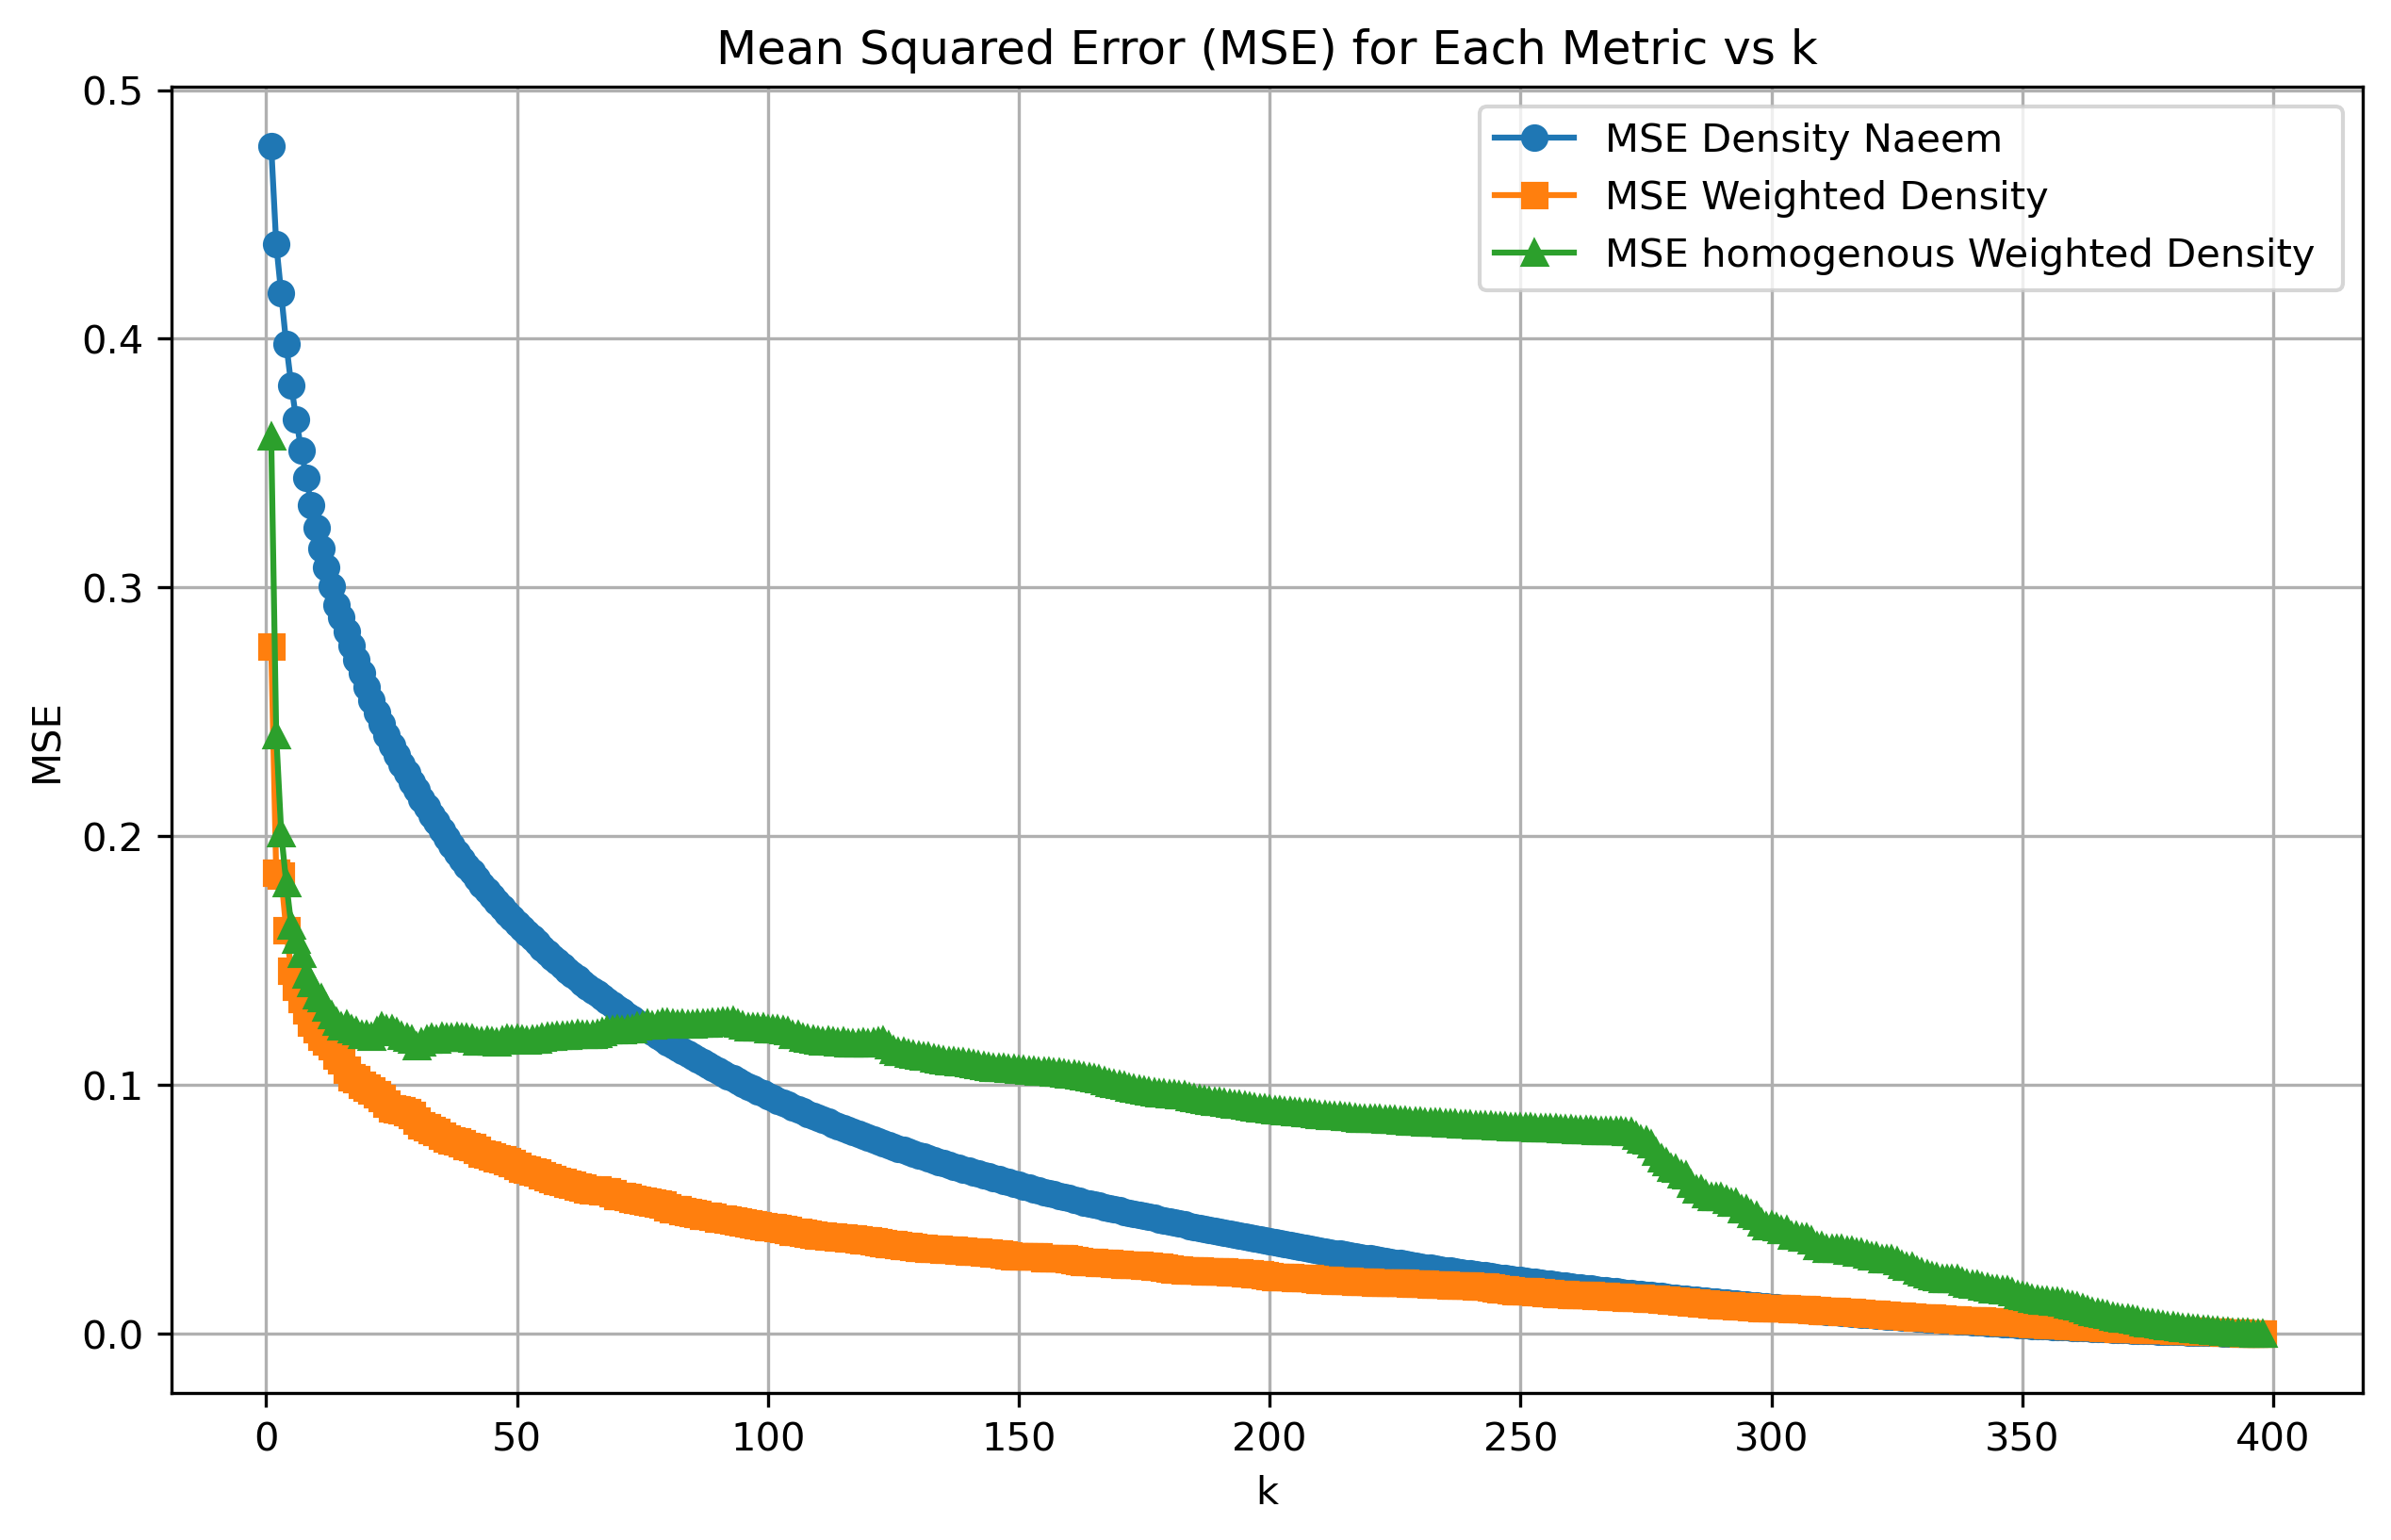 Mean Squared Error (MSE) for Each Metric vs k
MSE Density Naeem
MSE Weighted Density
MSE homogenous Weighted Density
MSE
0.5
0.4
0.3
0.2
0.1
0.0
0 50 100 150 200 250 300 350 400
k